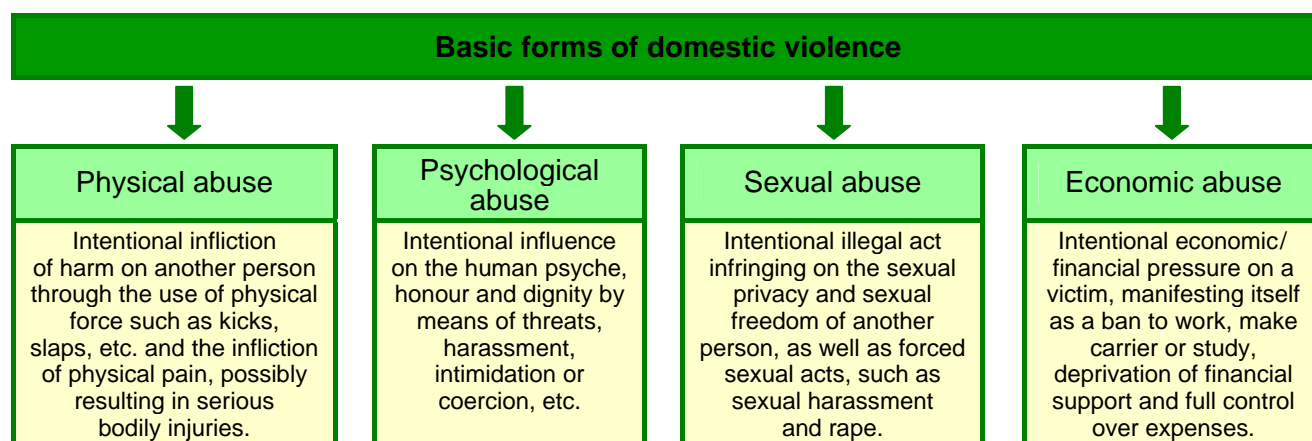 Basic forms of domestic violence
Physical abuse
Intentional infliction
of harm on another person
through the use of physical
force such as kicks,
slaps, etc. and the infliction
of physical pain, possibly
resulting in serious
bodily injuries.
Psychological
abuse
Intentional influence
on the human psyche,
honour and dignity by
means of threats,
harassment,
intimidation or
coercion, etc.
Sexual abuse
Intentional illegal act
infringing on the sexual
privacy and sexual
freedom of another
person, as well as forced
sexual acts, such as
sexual harassment
and rape.
Economic abuse
Intentional economic/
financial pressure on a
victim, manifesting itself
as a ban to work, make
carrier or study,
deprivation of financial
support and full control
over expenses.